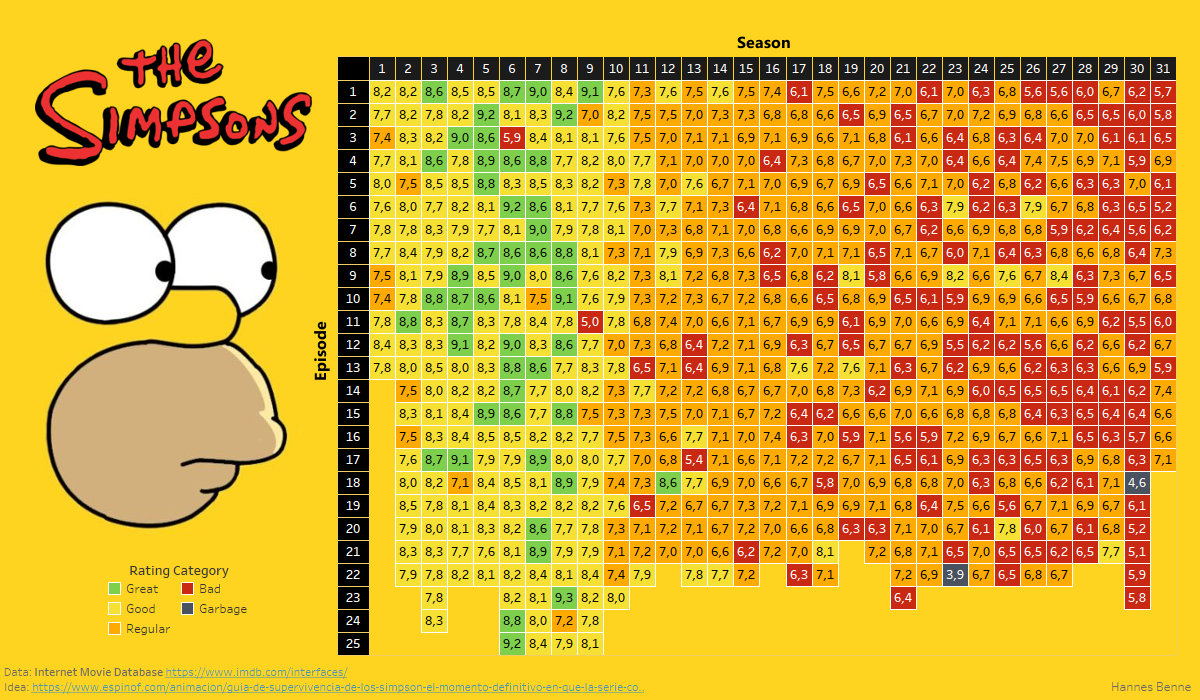 THE
SIMPSONS
Season
1 2 3 4 5 6 7 8 9 10 11 12 13 14 15 16 17 18 19 20 21 22 23 24 25 26 27 28 29 30 31
Episode
1 8,2 8,2 8,6 8,5 8,5 8,7 9,0 8,4 9,1 7,6 7,3 7,6 7,5 7,6 7,5 7,4 6,1 7,5 6,6 7,2 7,0 6,1 7,0 6,3 6,8 5,6 5,6 6,0 6,7 6,2 5,7
2 7,7 8,2 7,8 8,2 9,2 8,1 8,3 9,2 7,0 8,2 7,5 7,5 7,0 7,3 7,3 6,8 6,8 6,6 6,5 6,9 6,5 6,7 7,0 7,2 6,9 6,8 6,6 6,5 6,5 6,0 5,8
3 7,4 8,3 8,2 9,0 8,6 5,9 8,4 8,1 8,1 7,6 7,5 7,0 7,1 7,1 6,9 7,1 6,9 6,6 7,1 6,8 6,1 6,6 6,4 6,8 6,3 6,4 7,0 7,0 6,1 6,1 6,5
4 7,7 8,1 8,6 7,8 8,9 8,6 8,8 7,7 8,2 8,0 7,7 7,1 7,0 7,0 7,0 6,4 7,3 6,8 6,7 7,0 7,3 7,0 6,4 6,6 6,4 7,4 7,5 6,9 7,1 5,9 6,9
5 8,0 7,5 8,5 8,5 8,8 8,3 8,5 8,3 8,2 7,3 7,8 7,0 7,6 6,7 7,1 7,0 6,9 6,7 6,9 6,5 6,6 7,1 7,0 6,2 6,8 6,2 6,6 6,3 6,3 7,0 6,1
6 7,6 8,0 7,7 8,2 8,1 9,2 8,6 8,1 7,7 7,6 7,3 7,7 7,1 7,3 6,4 7,1 6,6 6,8 6,5 7,0 6,6 6,3 7,9 6,2 6,3 7,9 6,7 6,8 6,3 6,5 5,2
7 7,8 7,8 8,3 7,9 7,7 8,1 9,0 7,9 7,8 8,1 7,0 7,3 7,0 6,8 7,1 7,0 6,8 6,6 6,9 6,9 7,0 6,7 6,2 6,6 6,9 6,8 6,8 5,9 6,2 6,4 6,2
8 7,7 8,4 7,9 8,2 8,7 8,6 8,6 8,8 8,1 7,3 7,1 7,9 6,9 7,3 6,6 6,2 7,0 7,1 7,1 6,5 7,1 6,7 6,0 7,1 6,4 6,3 6,8 6,6 6,8 6,4 7,3
9 7,5 8,1 7,9 8,9 8,5 9,0 8,0 8,6 7,6 8,2 7,3 8,1 7,2 6,8 7,3 6,5 6,8 6,2 8,1 5,8 6,6 6,9 8,2 6,6 7,6 6,7 8,4 6,3 7,3 6,7 6,5
10 7,4 7,8 8,8 8,7 8,6 8,1 7,5 9,1 7,6 7,9 7,3 7,2 7,3 6,7 7,2 6,8 6,6 6,5 6,8 6,9 6,5 6,1 5,9 6,9 6,9 6,6 6,5 5,9 6,6 6,7 6,8
11 7,8 8,8 8,3 8,7 8,3 7,8 8,4 7,8 5,0 7,8 6,8 7,4 7,0 6,6 7,1 6,7 6,9 6,9 6,1 6,9 7,0 6,6 6,9 6,4 7,1 7,1 6,6 6,9 6,2 5,5 6,0
12 8,4 8,3 8,3 9,1 8,2 9,0 8,3 8,6 7,7 7,0 7,3 6,8 6,4 7,2 7,1 6,9 6,3 6,7 6,5 6,7 6,7 6,9 5,5 6,2 6,2 5,6 6,6 6,2 6,6 6,2 6,7
13 7,8 8,0 8,5 8,0 8,3 8,8 8,6 7,7 8,3 7,8 6,5 7,1 6,4 6,9 7,1 6,8 7,6 7,2 7,6 7,1 6,3 6,7 6,2 6,9 6,6 6,2 6,3 6,3 6,6 6,9 5,9
14 7,5 8,0 8,2 8,2 8,7 7,7 8,0 8,2 7,3 7,7 7,2 7,2 6,8 6,7 6,7 7,0 6,8 7,3 6,2 6,9 7,1 6,9 6,0 6,5 6,5 6,5 6,4 6,1 6,2 7,4
15 8,3 8,1 8,4 8,9 8,6 7,7 8,8 7,5 7,3 7,3 7,5 7,0 7,1 6,7 7,2 6,4 6,2 6,6 6,6 7,0 6,6 6,8 6,8 6,8 6,4 6,3 6,5 6,4 6,4 6,6
16 7,5 8,3 8,4 8,5 8,5 8,2 8,2 7,7 7,5 7,3 6,6 7,7 7,1 7,0 7,4 6,3 7,0 5,9 7,1 5,6 5,9 7,2 6,9 6,7 6,6 7,1 6,5 6,3 5,7 6,6
17 7,6 8,7 9,1 7,9 7,9 8,9 8,0 8,0 7,7 7,0 6,8 5,4 7,1 6,6 7,1 7,2 7,2 6,7 7,1 6,5 6,1 6,9 6,3 6,3 6,5 6,3 6,9 6,8 6,3 7,1
18 8,0 8,2 7,1 8,4 8,5 8,1 8,9 7,9 7,4 7,3 8,6 7,7 6,9 7,0 6,6 6,7 5,8 7,0 6,9 6,8 6,8 7,0 6,3 6,8 6,6 6,2 6,1 7,1 4,6
19 8,5 7,8 8,1 8,4 8,3 8,2 8,2 8,2 7,6 6,5 7,2 6,7 6,7 7,3 7,2 7,1 6,9 6,9 7,1 6,8 6,4 7,5 6,6 5,6 6,7 7,1 6,9 6,7 6,1
20 7,9 8,0 8,1 8,3 8,2 8,6 7,7 7,8 7,3 7,1 7,2 7,1 6,7 7,2 7,0 6,6 6,8 6,3 6,3 7,1 7,0 6,7 6,1 7,8 6,0 6,7 6,1 6,8 5,2
21 8,3 8,3 7,7 7,6 8,1 8,9 7,9 7,9 7,1 7,2 7,0 7,0 6,6 6,2 7,2 7,0 8,1 7,2 6,8 7,1 6,5 7,0 6,5 6,5 6,2 6,5 7,7 5,1
22 7,9 7,8 8,2 8,1 8,2 8,4 8,1 8,4 7,4 7,9 7,8 7,7 7,2 6,3 7,1 7,2 6,9 3,9 6,7 6,5 6,8 6,7 5,9
23 7,8 8,2 8,1 9,3 8,2 8,0 6,4 5,8
24 8,3 8,8 8,0 7,2 7,8
25 9,2 8,4 7,9 8,1
Rating Category
Great Bad
Good Garbage
Regular
Data: Internet Movie Database https://www.imdb.com/interfaces/
Idea: https://www.espinof.com/animacion/guia-de-supervivencia-de-los-simpson-el-momento-definitivo-en-que-la-serie-co..
Hannes Benne